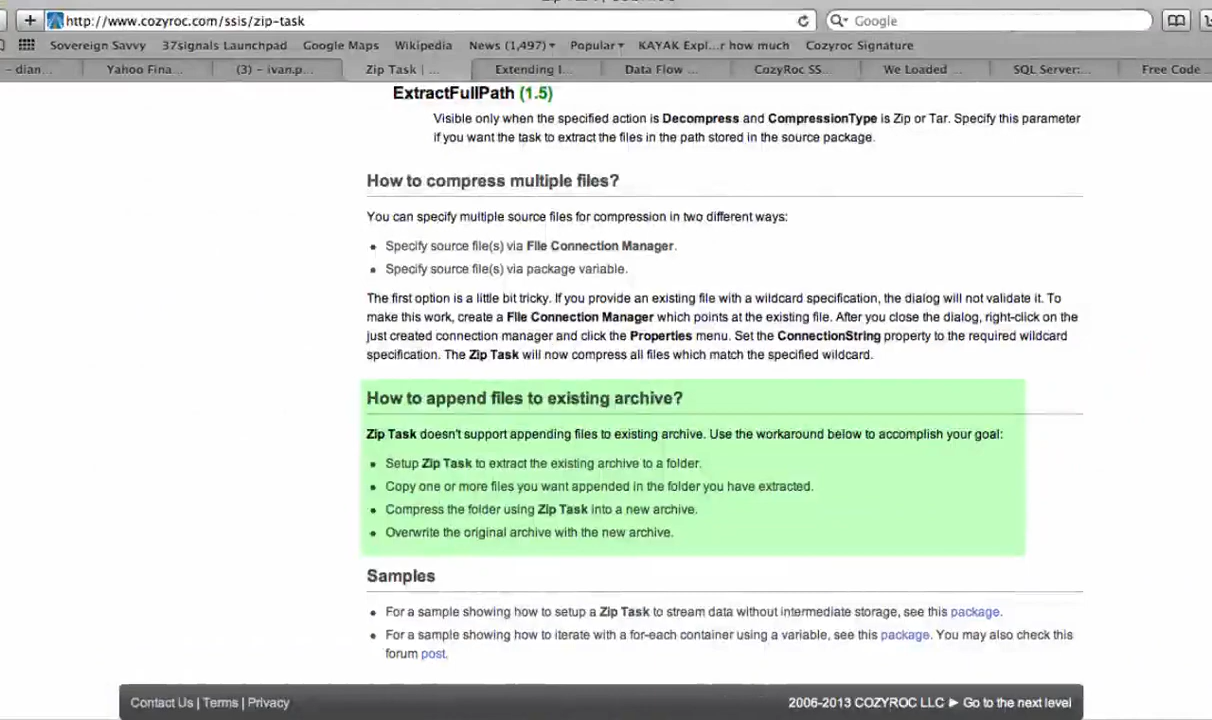 http://www.cozyroc.com/ssis/zip-task
Google
Sovereign Savvy 37signals Launchpad Google Maps Wikipedia News (1,497) Popular KAYAK Expl...r how much Cozyroc Signature
– dian... Yahoo Fina... (3) – ivan.p... Zip Task | ... Extending I... Data Flow ... CozyRoc SS... We Loaded ... SQL Server:... Free Code
ExtractFullPath (1.5)
Visible only when the specified action is Decompress and CompressionType is Zip or Tar. Specify this parameter
if you want the task to extract the files in the path stored in the source package.
How to compress multiple files?
You can specify multiple source files for compression in two different ways:
• Specify source file(s) via File Connection Manager.
• Specify source file(s) via package variable.
The first option is a little bit tricky. If you provide an existing file with a wildcard specification, the dialog will not validate it. To
make this work, create a File Connection Manager which points at the existing file. After you close the dialog, right-click on the
just created connection manager and click the Properties menu. Set the ConnectionString property to the required wildcard
specification. The Zip Task will now compress all files which match the specified wildcard.
How to append files to existing archive?
Zip Task doesn't support appending files to existing archive. Use the workaround below to accomplish your goal:
• Setup Zip Task to extract the existing archive to a folder.
• Copy one or more files you want appended in the folder you have extracted.
• Compress the folder using Zip Task into a new archive.
• Overwrite the original archive with the new archive.
Samples
• For a sample showing how to setup a Zip Task to stream data without intermediate storage, see this package.
• For a sample showing how to iterate with a for-each container using a variable, see this package. You may also check this
forum post.
Contact Us | Terms | Privacy 2006-2013 COZYROC LLC ► Go to the next level